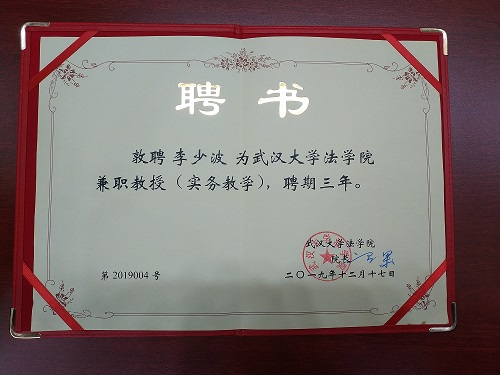 聘书
敦聘 李少波 为武汉大学法学院
兼职教授（实务教学），聘期三年。
武汉大学法学院
院长
第 2019004 号
二〇一九年十二月十七日